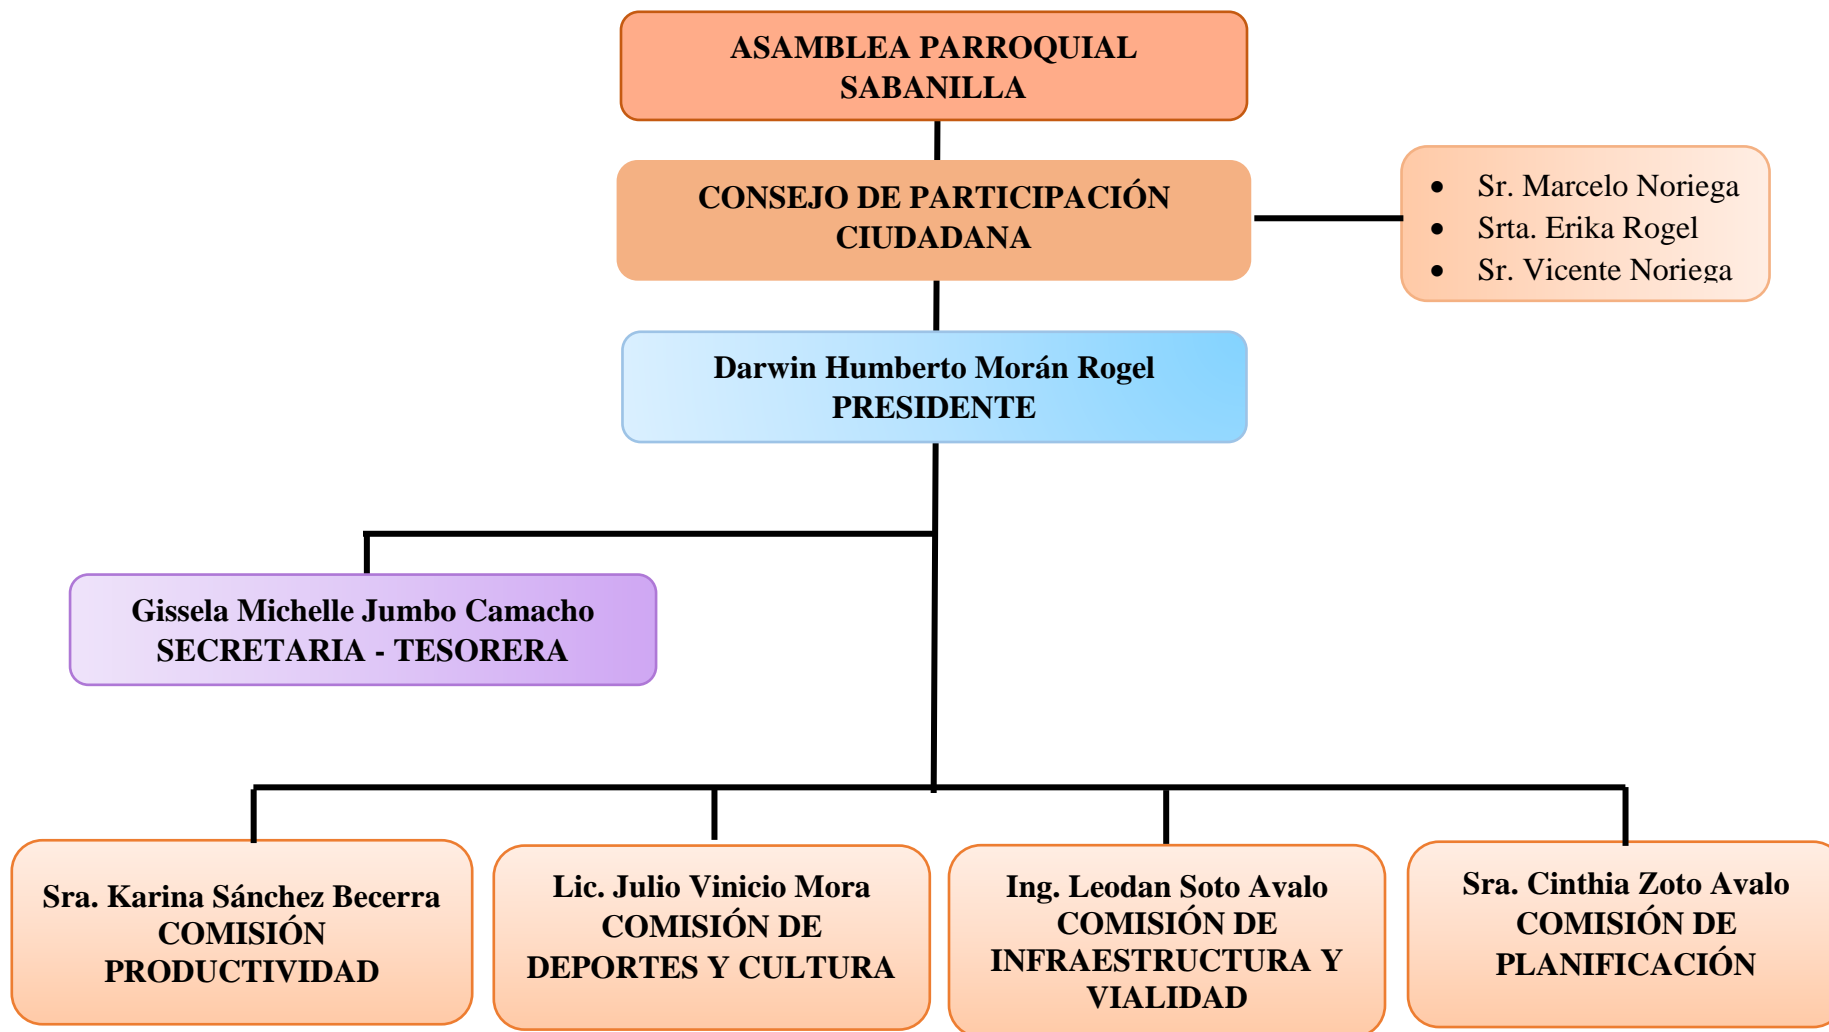 ASAMBLEA PARROQUIAL
SABANILLA
CONSEJO DE PARTICIPACIÓN
CIUDADANA
• Sr. Marcelo Noriega
• Srta. Erika Rogel
• Sr. Vicente Noriega
Darwin Humberto Morán Rogel
PRESIDENTE
Gissela Michelle Jumbo Camacho
SECRETARIA - TESORERA
Sra. Karina Sánchez Becerra
COMISIÓN
PRODUCTIVIDAD
Lic. Julio Vinicio Mora
COMISIÓN DE
DEPORTES Y CULTURA
Ing. Leodan Soto Avalo
COMISIÓN DE
INFRAESTRUCTURA Y
VIALIDAD
Sra. Cinthia Zoto Avalo
COMISIÓN DE
PLANIFICACIÓN